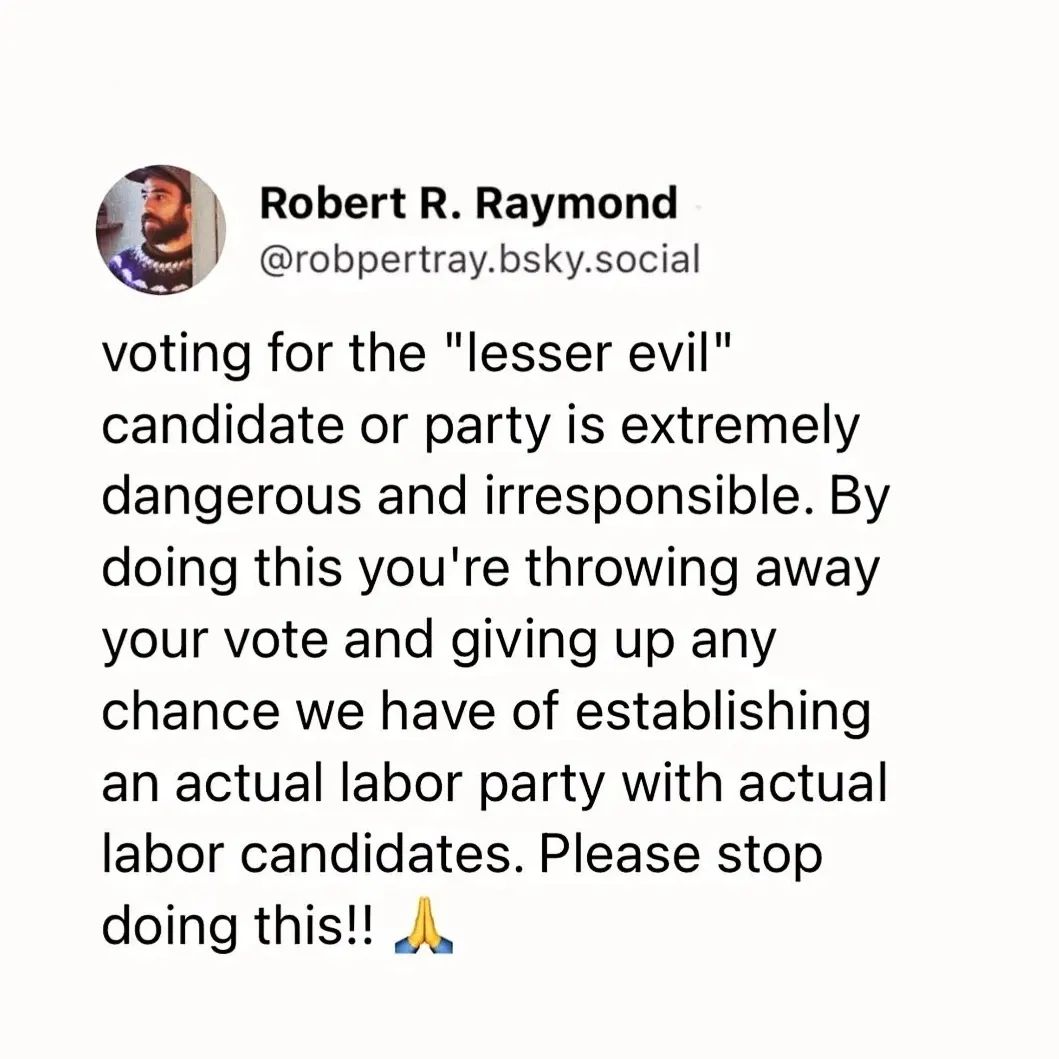 Robert R. Raymond
@robpertray.bsky.social
voting for the "lesser evil"
candidate or party is extremely
dangerous and irresponsible. By
doing this you're throwing away
your vote and giving up any
chance we have of establishing
an actual labor party with actual
labor candidates. Please stop
doing this!! 🙏